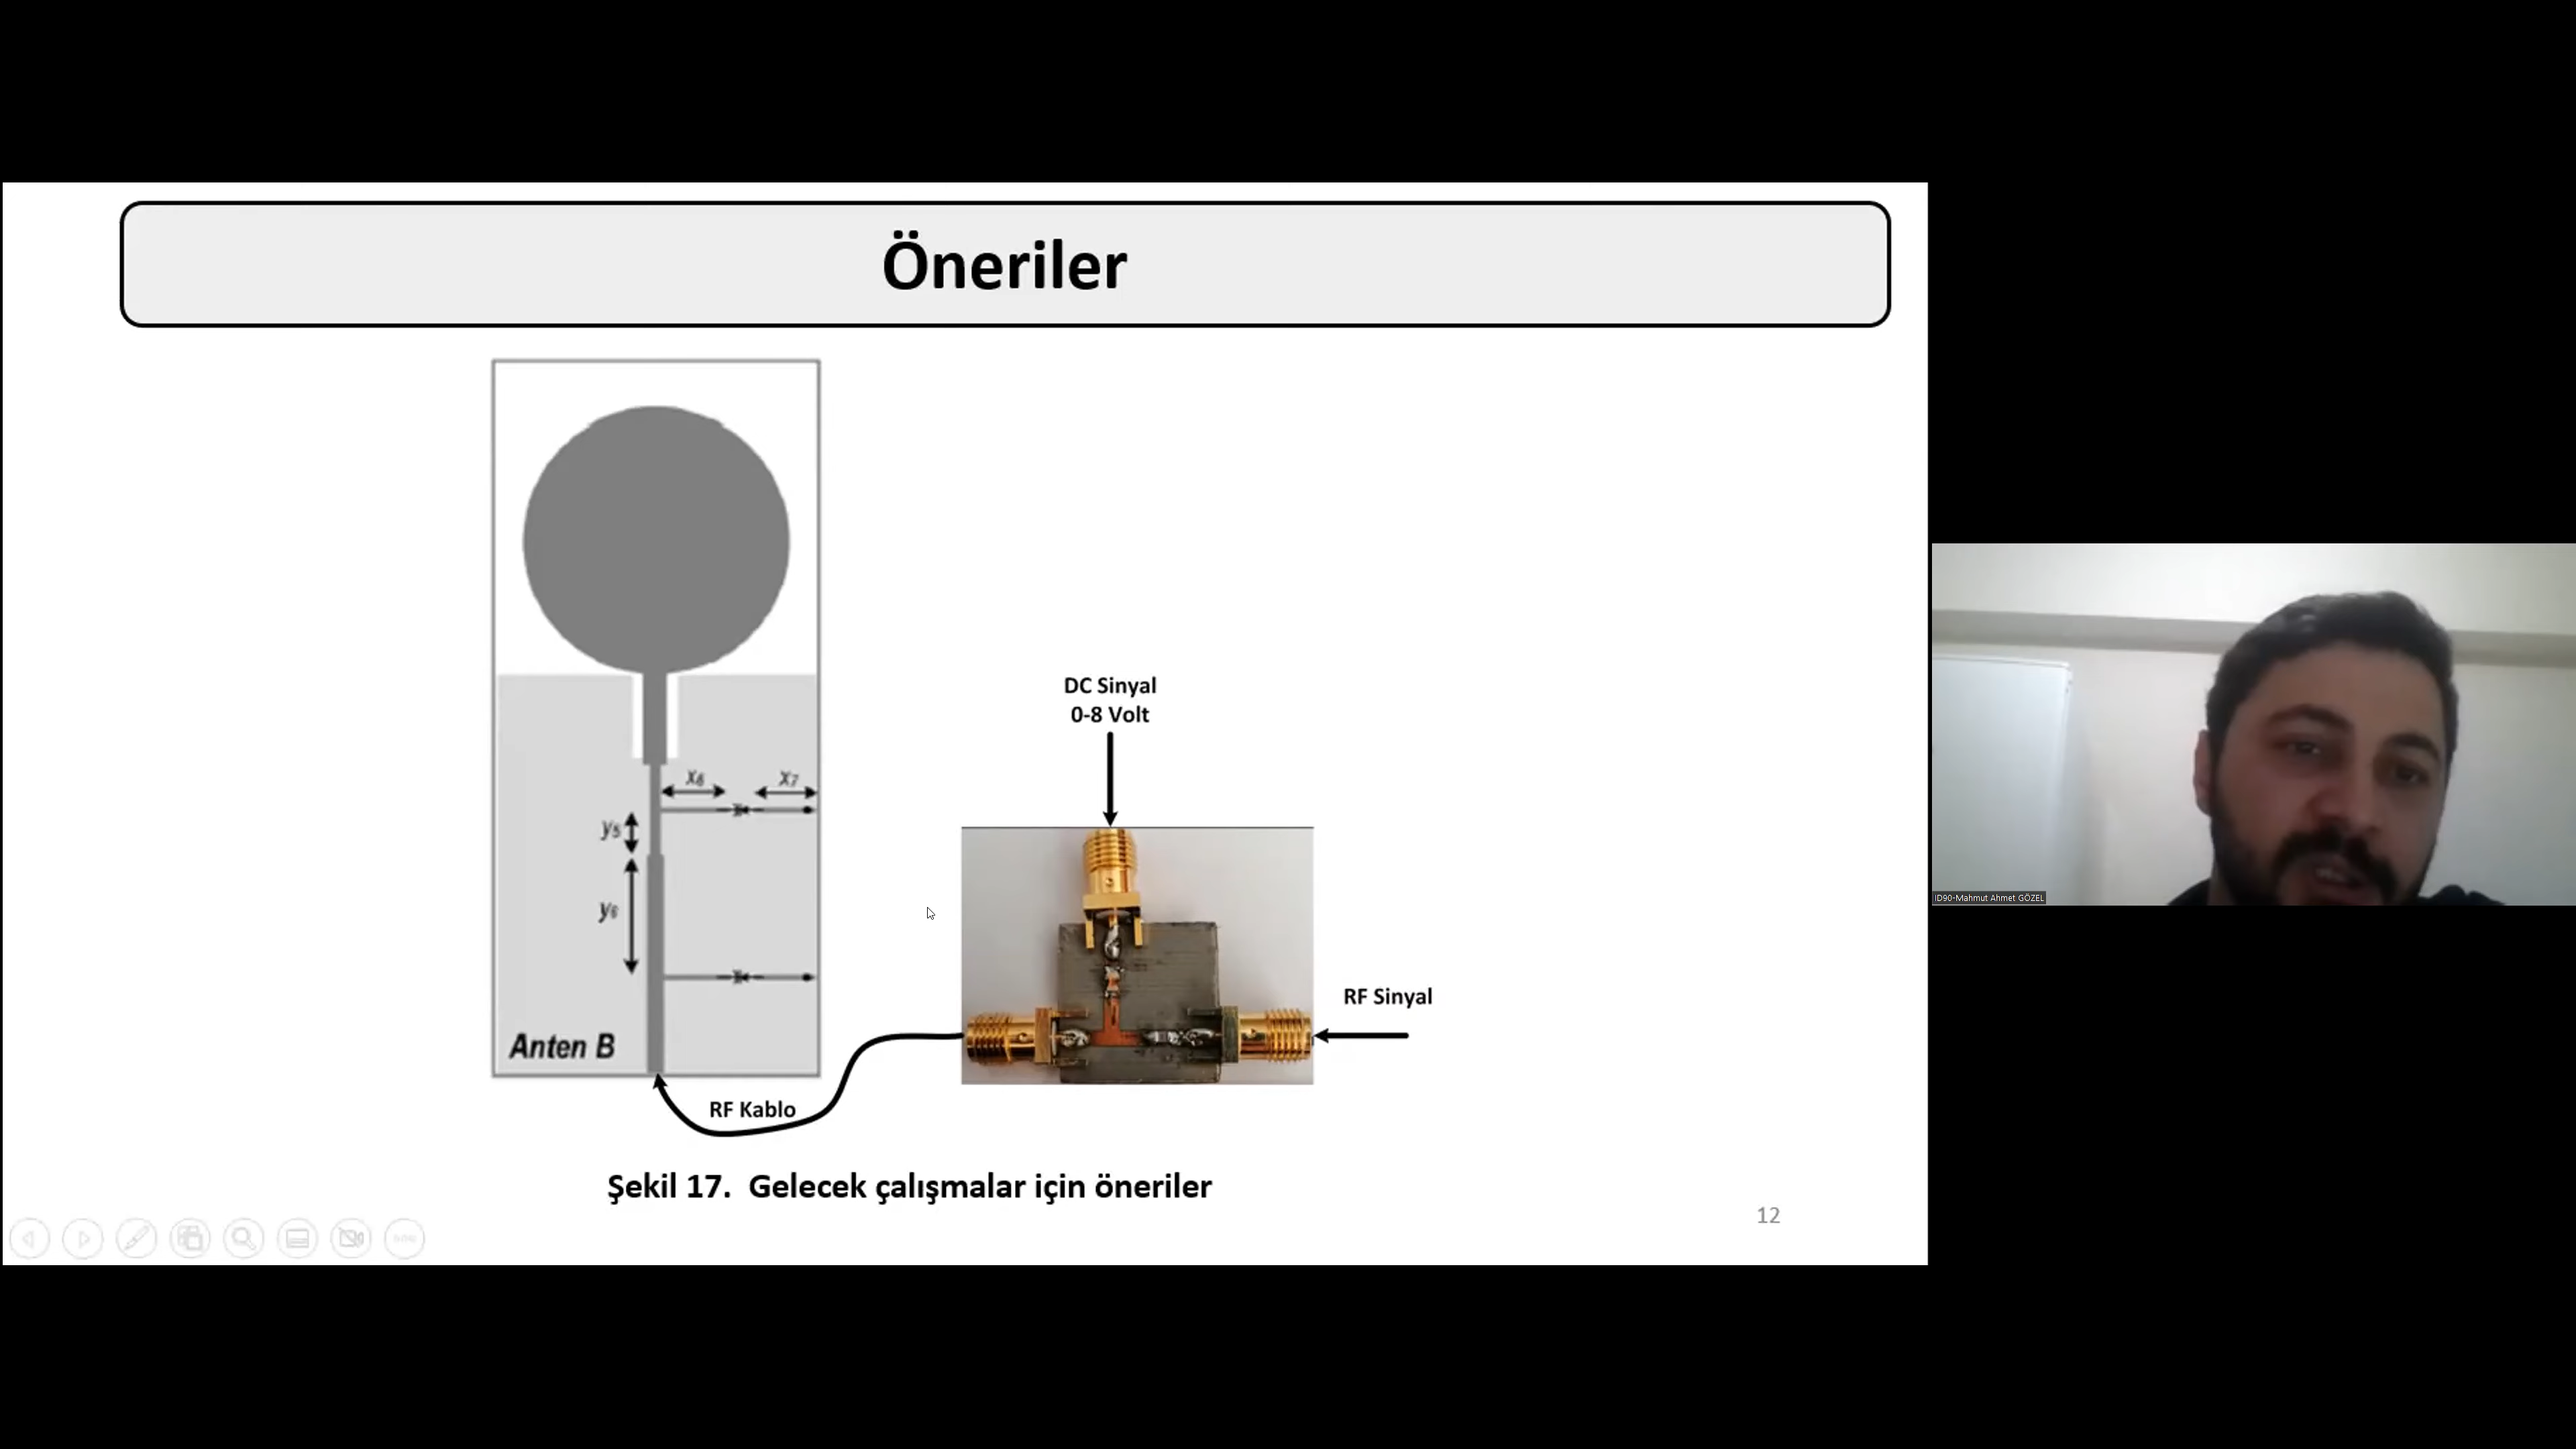 Öneriler
x6
x7
y5
y6
Anten B
DC Sinyal
0-8 Volt
RF Sinyal
RF Kablo
Şekil 17. Gelecek çalışmalar için öneriler
12
ID90-Mahmut Ahmet GÖZEL